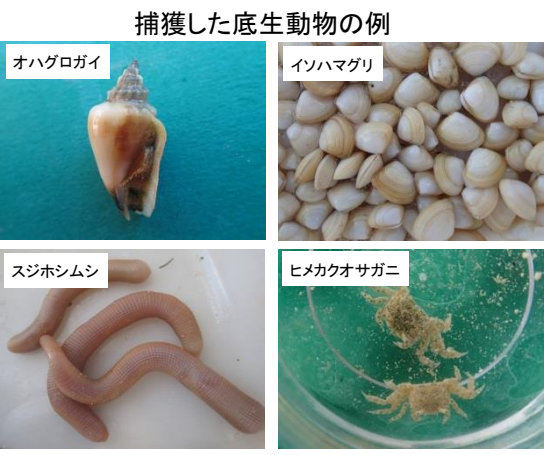 捕獲した底生動物の例
オハグロガイ
イソハマグリ
スジホシムシ
ヒメカクオサガニ